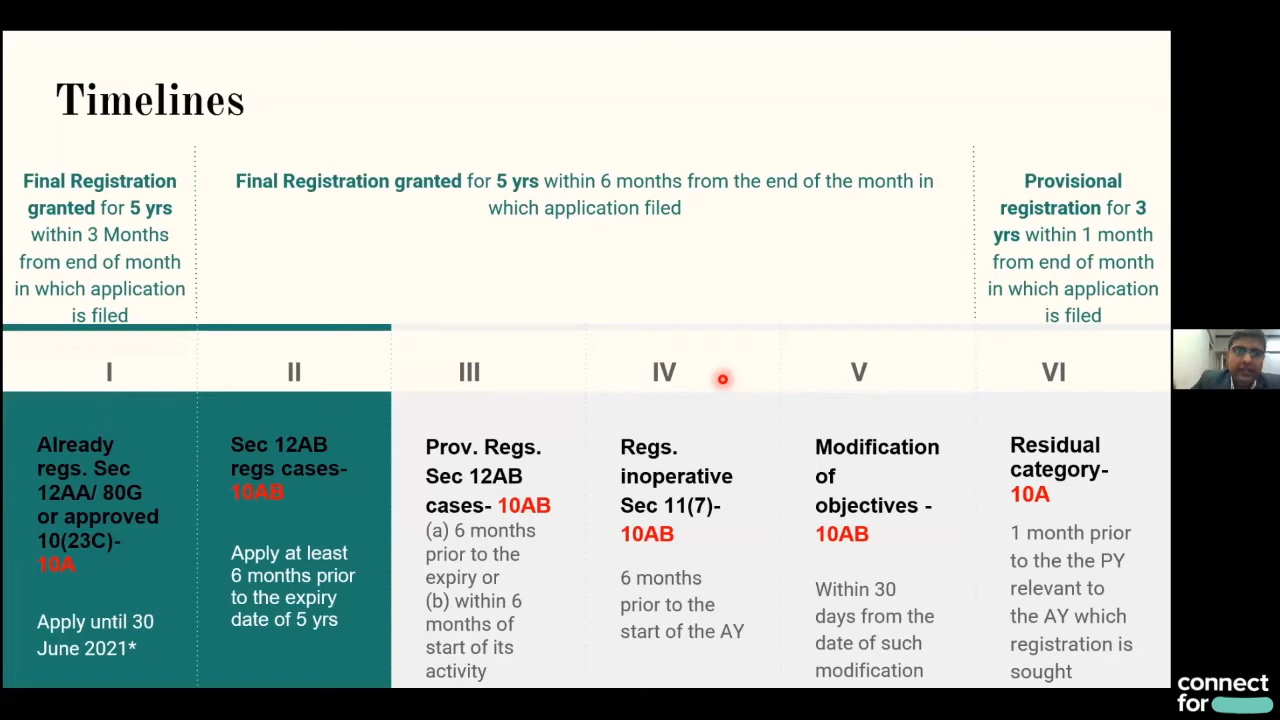 Timelines
Final Registration
granted for 5 yrs
within 3 Months
from end of month
in which application
is filed
Final Registration granted for 5 yrs within 6 months from the end of the month in
which application filed
Provisional
registration for 3
yrs within 1 month
from end of month
in which application
is filed
I
II
III
IV
V
VI
Already
regs. Sec
12AA/ 80G
or approved
10(23C)-
10A
Apply until 30
June 2021*
Sec 12AB
regs cases-
10AB
Apply at least
6 months prior
to the expiry
date of 5 yrs
Prov. Regs.
Sec 12AB
cases- 10AB
(a) 6 months
prior to the
expiry or
(b) within 6
months of
start of its
activity
Regs.
inoperative
Sec 11(7)-
10AB
6 months
prior to the
start of the AY
Modification
of
objectives -
10AB
Within 30
days from the
date of such
modification
Residual
category-
10A
1 month prior
to the the PY
relevant to
the AY which
registration is
sought
connect
for